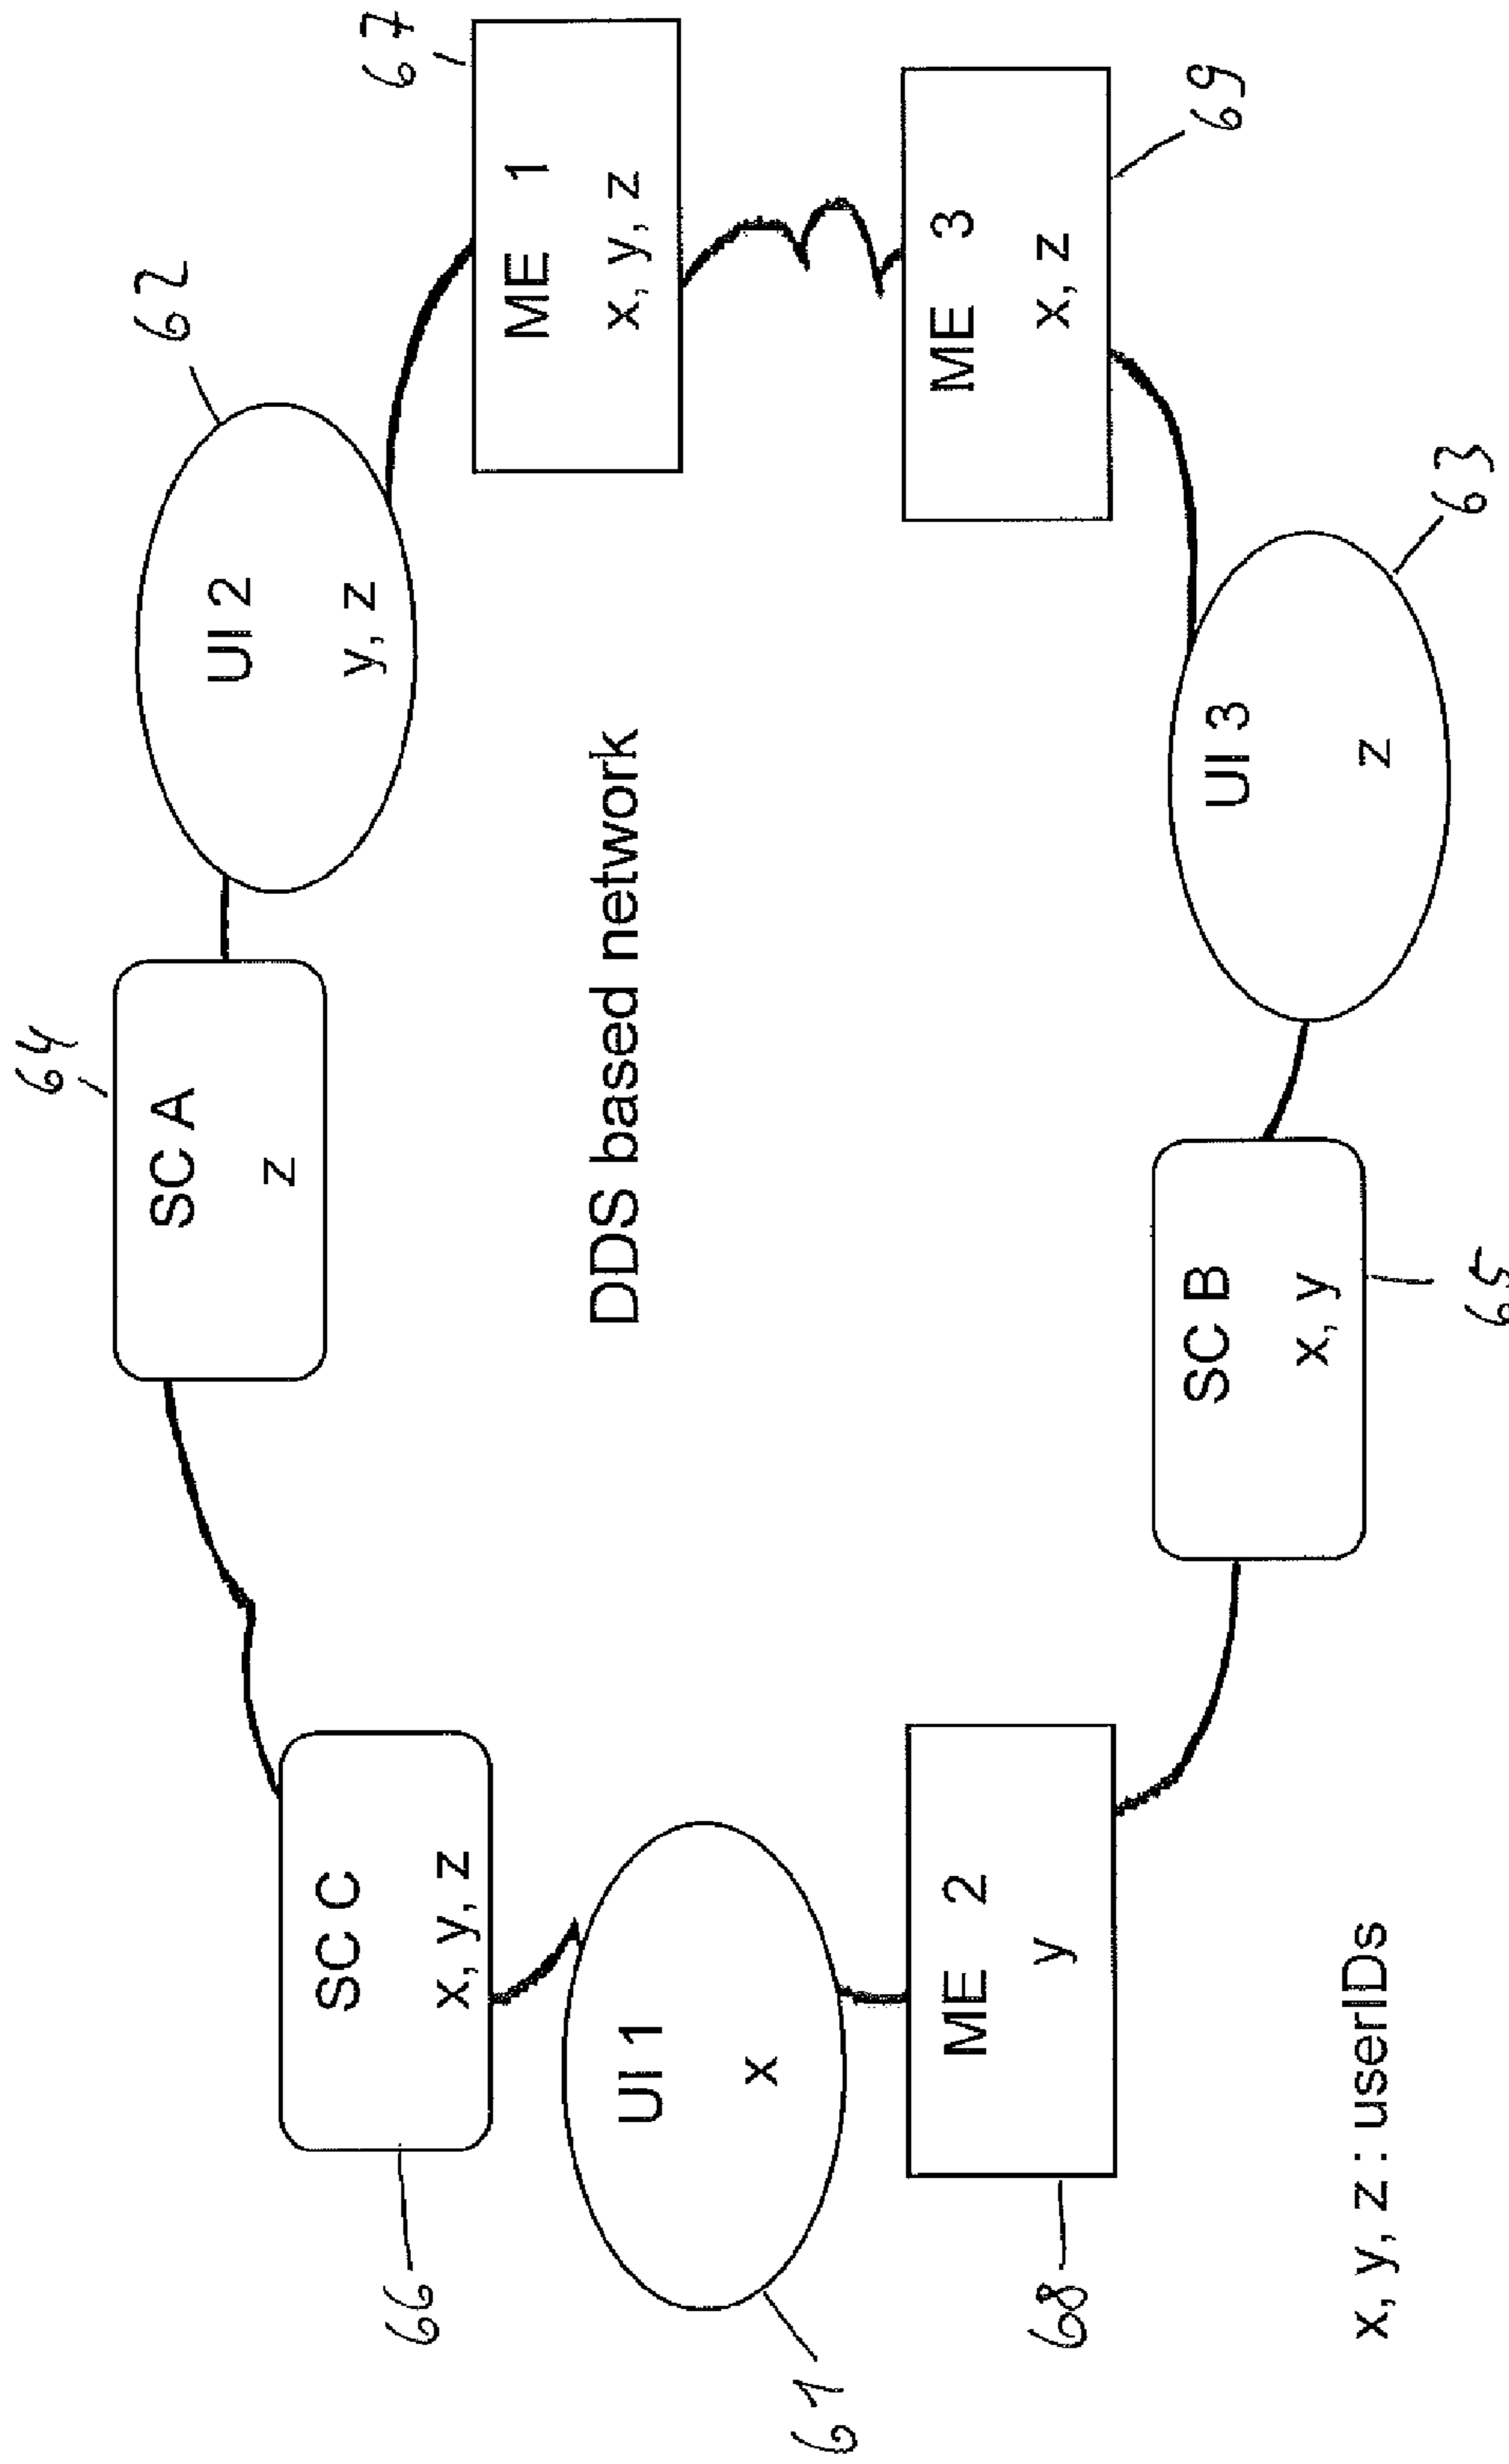 64
SC A
z
62
UI 2
y, z
67
ME 1
x, y, z
66
SC C
x, y, z
DDS based network
61
UI 1
x
68
ME 2
y
65
SC B
x, y
63
UI 3
z
69
ME 3
x, z
x, y, z : userIDs